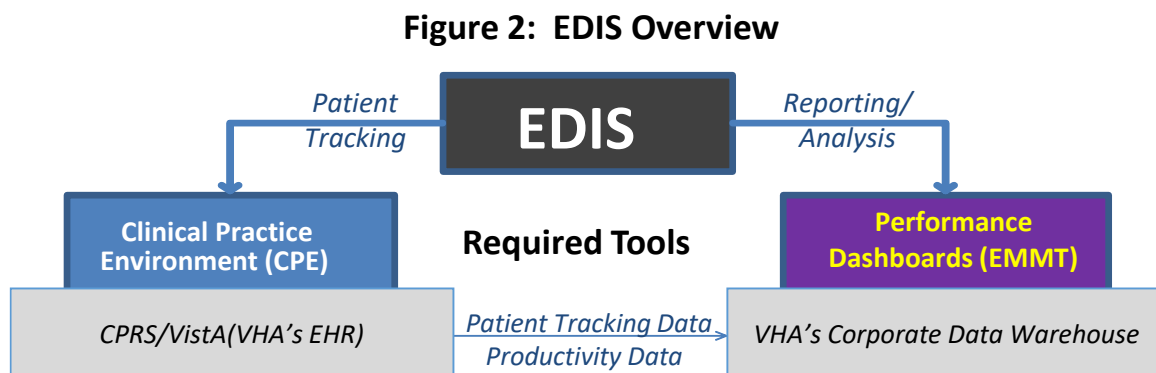 Figure 2:  EDIS Overview
Patient
Tracking
EDIS
Reporting/
Analysis
Clinical Practice
Environment (CPE)
Required Tools
Performance
Dashboards (EMMT)
CPRS/VistA(VHA's EHR)
Patient Tracking Data
Productivity Data
VHA's Corporate Data Warehouse